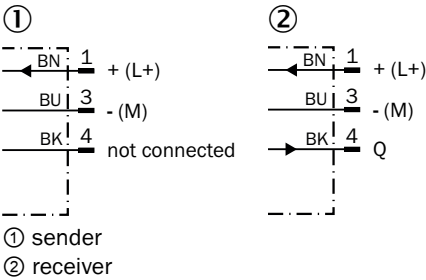 ① ②
BN 1 + (L+)
BU 3 - (M)
BK 4 not connected
BN 1 + (L+)
BU 3 - (M)
BK 4 Q
① sender
② receiver